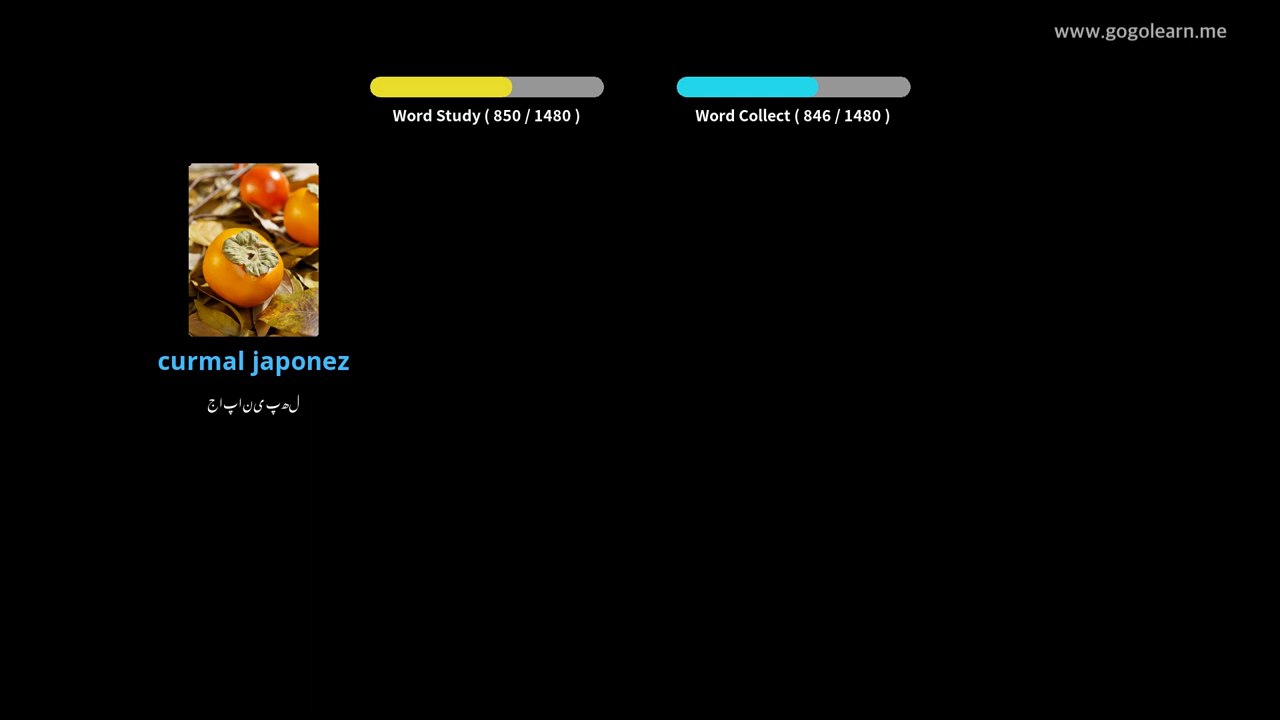 www.gogolearn.me
Word Study ( 850 / 1480 )
Word Collect ( 846 / 1480 )
curmal japonez
جاپانی پھل